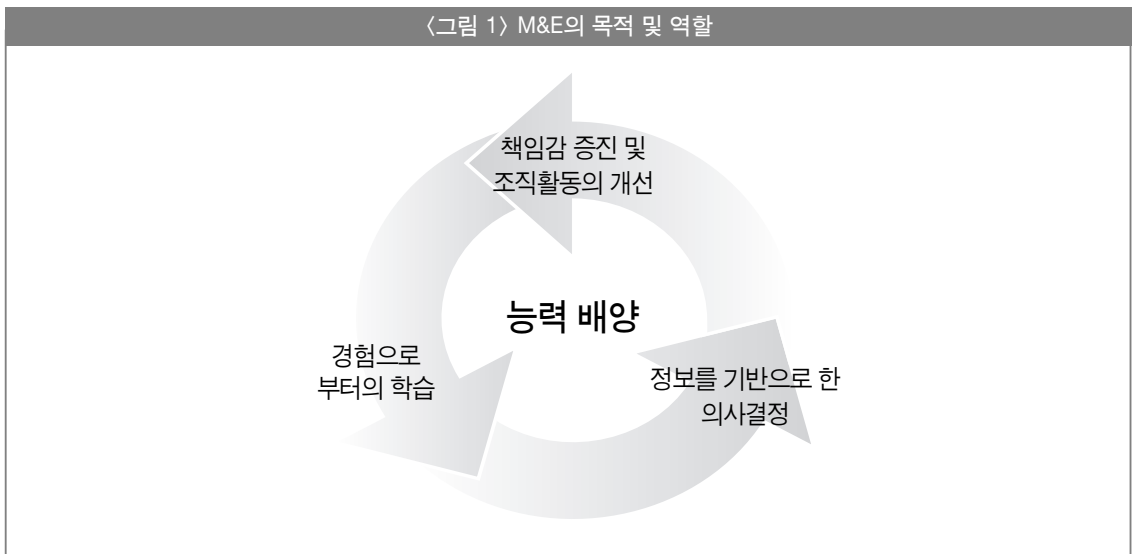 〈그림 1〉 M&E의 목적 및 역할
책임감 증진 및
조직활동의 개선
능력 배양
경험으로
부터의 학습
정보를 기반으로 한
의사결정